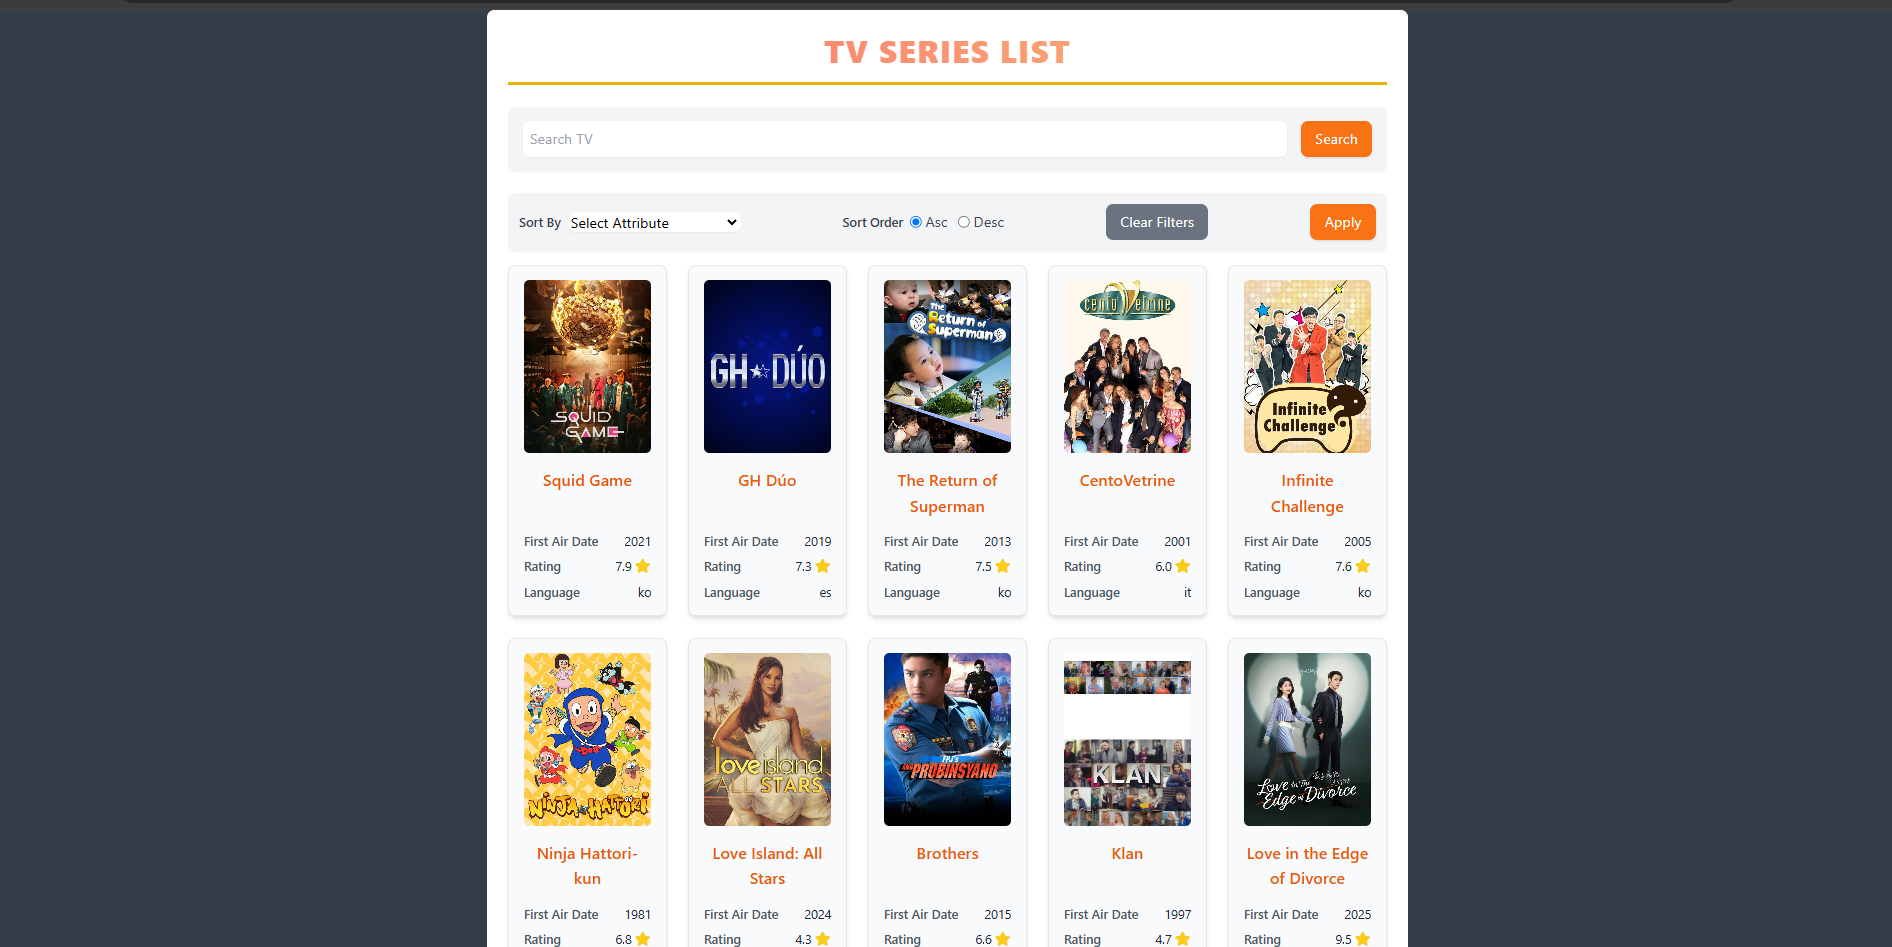 TV SERIES LIST
Search TV
Search
Sort By Select Attribute Sort Order Asc Desc Clear Filters Apply
SQUID GAME
GH DÚO
The Return of Superman
cento Vetrine
Infinite Challenge
Squid Game
GH Dúo
The Return of
Superman
CentoVetrine
Infinite
Challenge
First Air Date 2021
Rating 7.9
Language ko
First Air Date 2019
Rating 7.3
Language es
First Air Date 2013
Rating 7.5
Language ko
First Air Date 2001
Rating 6.0
Language it
First Air Date 2005
Rating 7.6
Language ko
NINJA HATTORI
love island
ALL STARS
FPJ's
ANG PROBINSYANO
KLAN
Love in The
Edge of Divorce
Ninja Hattori-
kun
Love Island: All
Stars
Brothers
Klan
Love in the Edge
of Divorce
First Air Date 1981
Rating 6.8
First Air Date 2024
Rating 4.3
First Air Date 2015
Rating 6.6
First Air Date 1997
Rating 4.7
First Air Date 2025
Rating 9.5